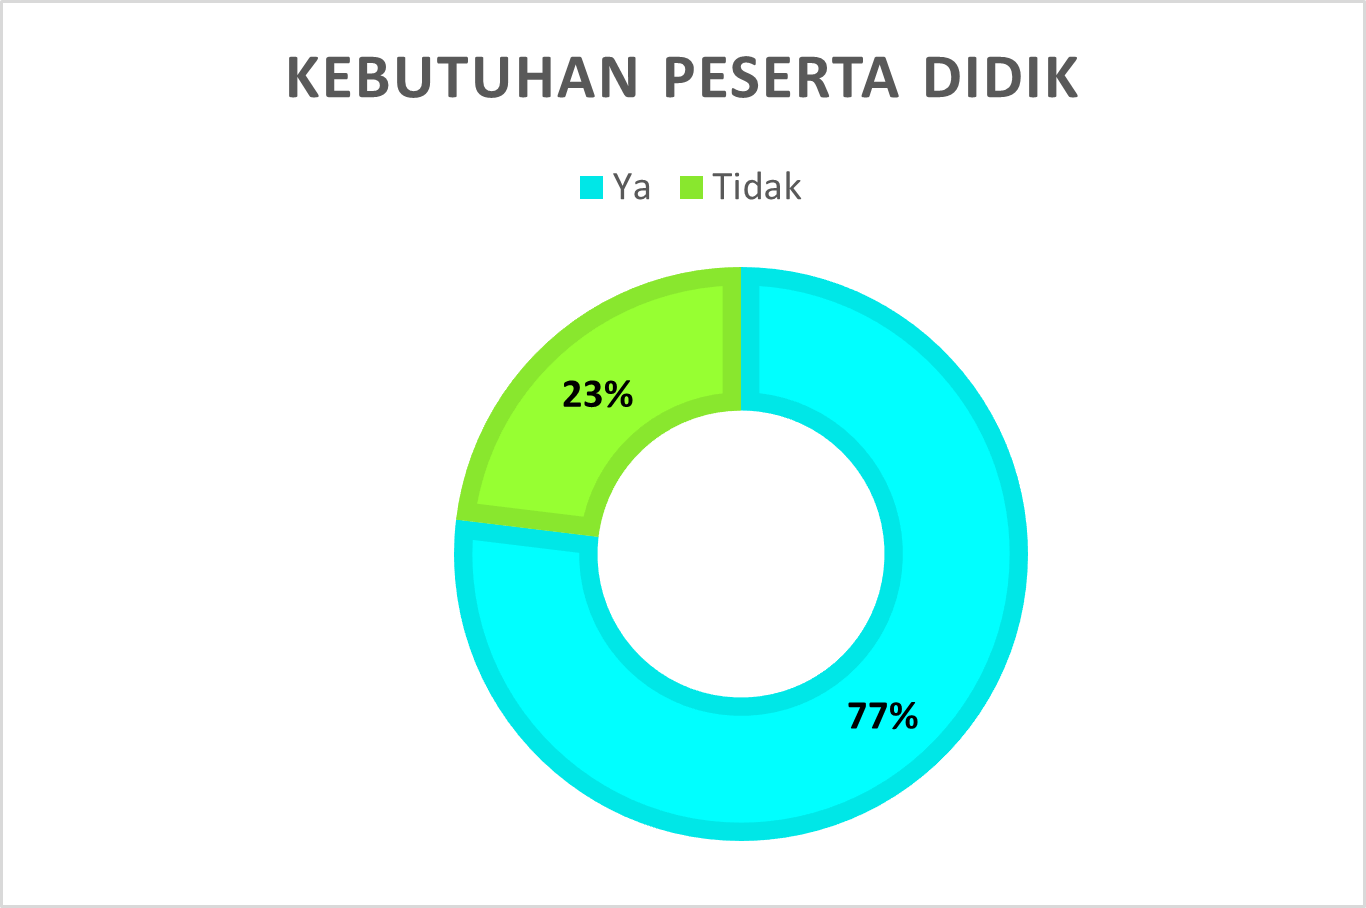 KEBUTUHAN PESERTA DIDIK
Ya Tidak
23%
77%